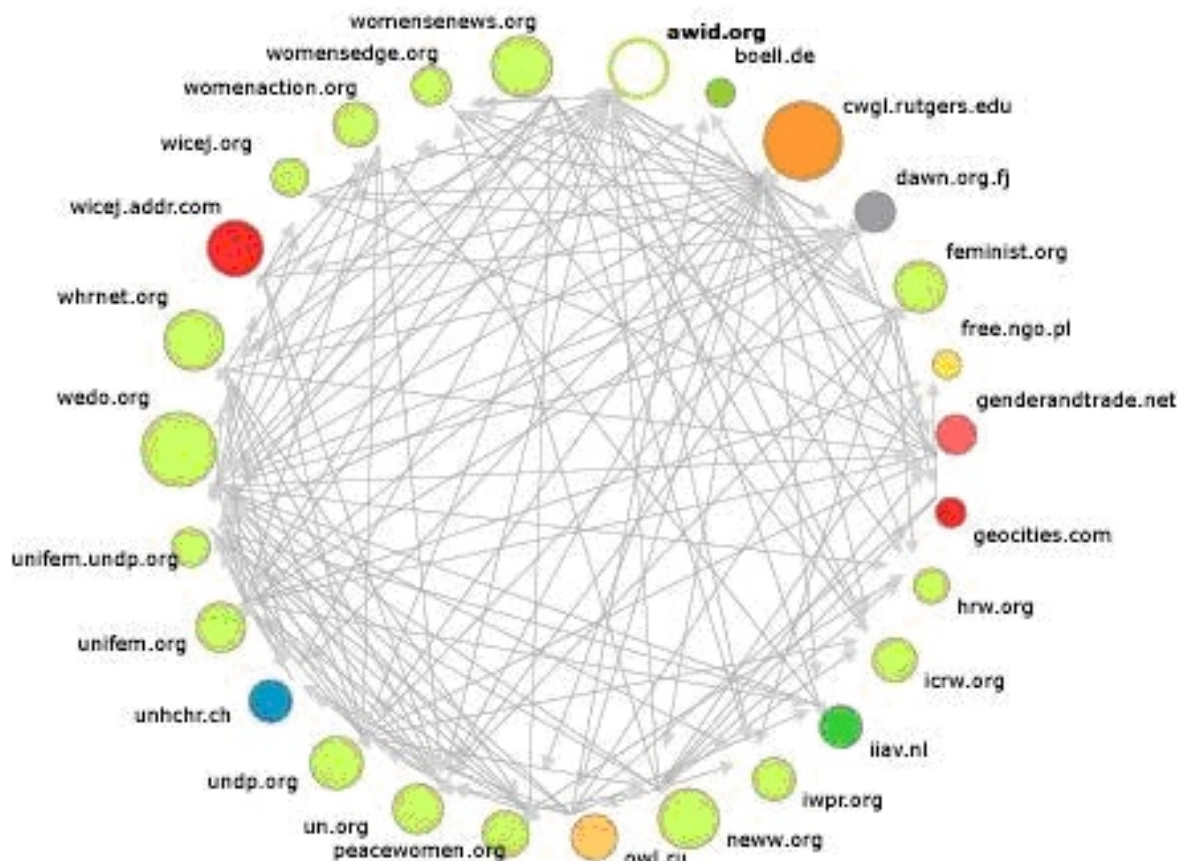 womensenews.org
awid.org
boell.de
womensedge.org
womenaction.org
cwgl.rutgers.edu
wicej.org
dawn.org.fj
wicej.addr.com
feminist.org
whrnet.org
free.ngo.pl
wedo.org
genderandtrade.net
geocities.com
unifem.undp.org
hrw.org
unifem.org
icrw.org
unhchr.ch
iiav.nl
undp.org
iwpr.org
un.org
neww.org
peacewomen.org
owl.ru